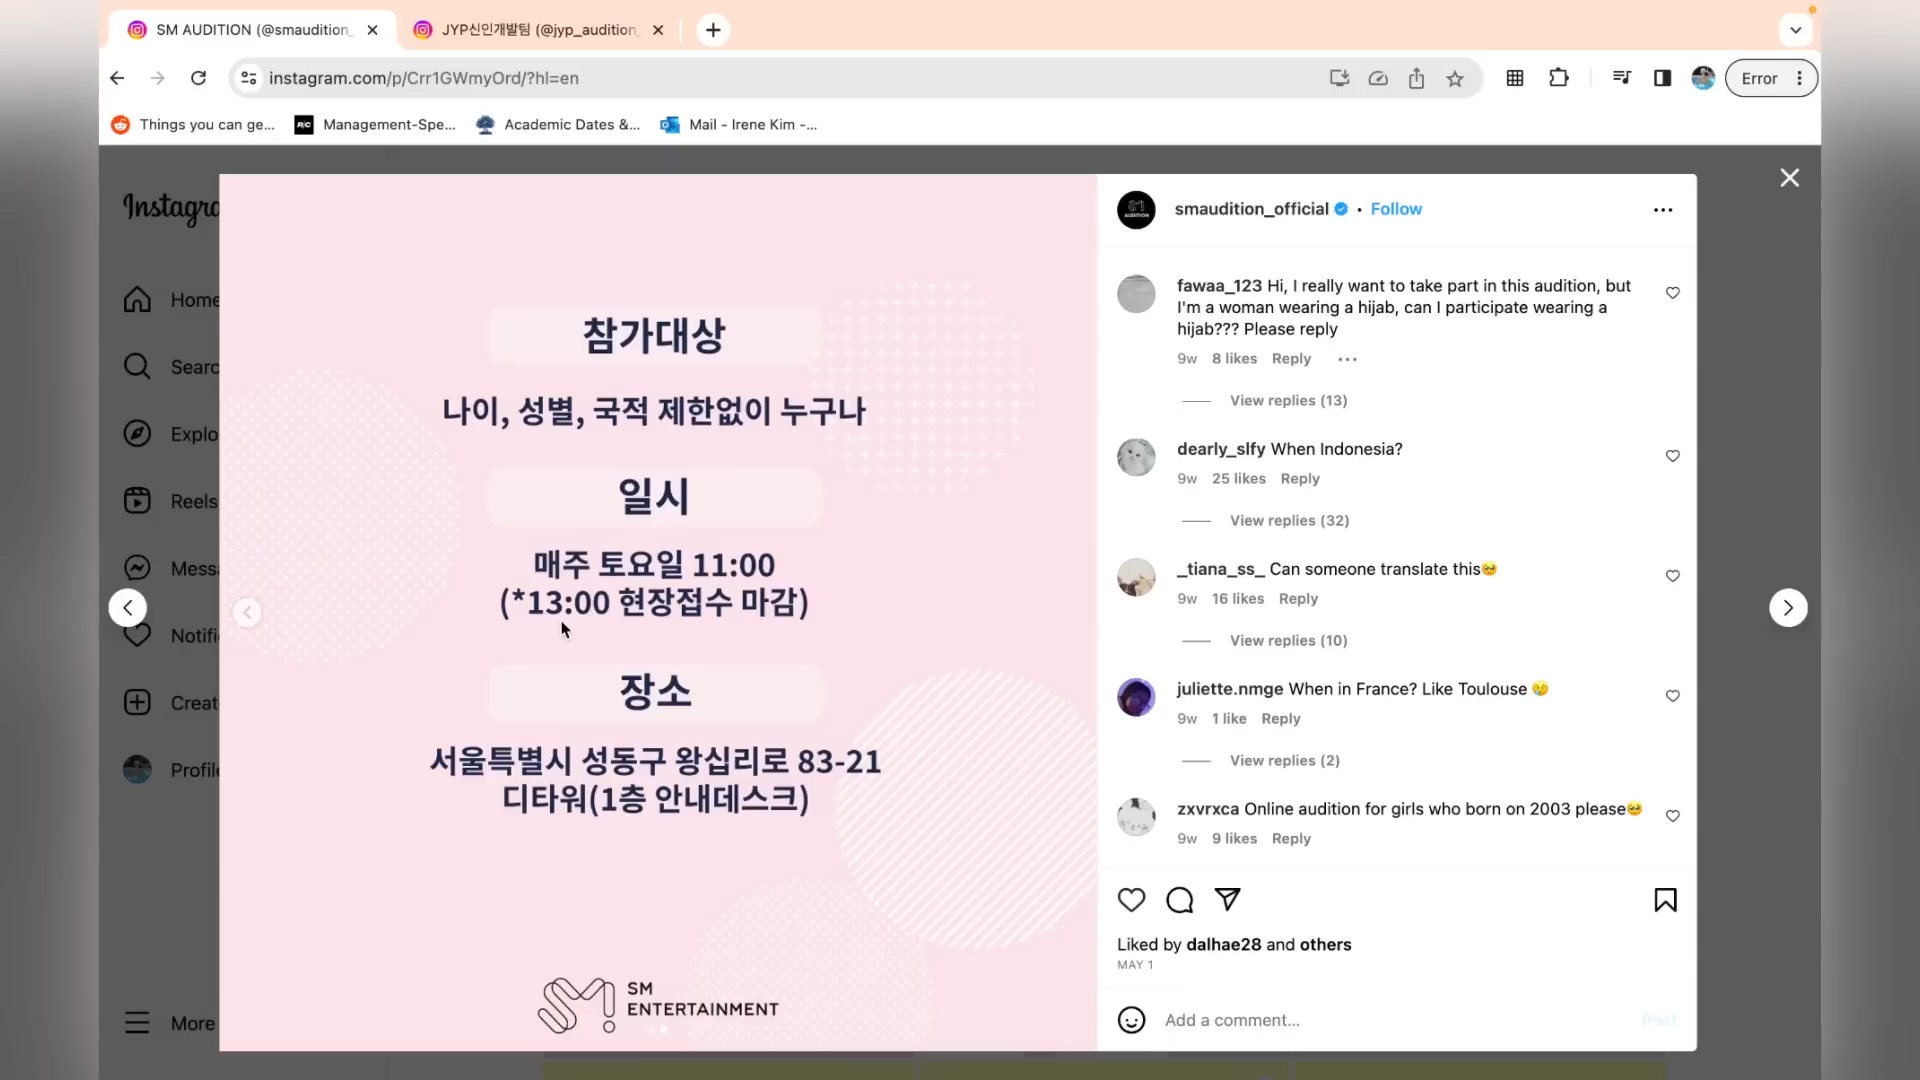 SM AUDITION (@smaudition_
JYP신인개발팀 (@jyp_audition_
instagram.com/p/Crr1GWmyOrd/?hl=en
Error
Things you can ge...
Management-Spe...
Academic Dates &...
Mail - Irene Kim -...
Instagra
Home
Searc
Explo
Reels
Messa
Notifi
Creat
Profile
More
참가대상
나이, 성별, 국적 제한없이 누구나
일시
매주 토요일 11:00
(*13:00 현장접수 마감)
장소
서울특별시 성동구 왕십리로 83-21
디타워(1층 안내데스크)
SM
ENTERTAINMENT
smaudition_official • Follow
fawaa_123 Hi, I really want to take part in this audition, but
I'm a woman wearing a hijab, can I participate wearing a
hijab??? Please reply
9w 8 likes Reply
View replies (13)
dearly_slfy When Indonesia?
9w 25 likes Reply
View replies (32)
_tiana_ss_ Can someone translate this🥹
9w 16 likes Reply
View replies (10)
juliette.nmge When in France? Like Toulouse 😢
9w 1 like Reply
View replies (2)
zxvrxca Online audition for girls who born on 2003 please🥹
9w 9 likes Reply
Liked by dalhae28 and others
MAY 1
Add a comment...
Post